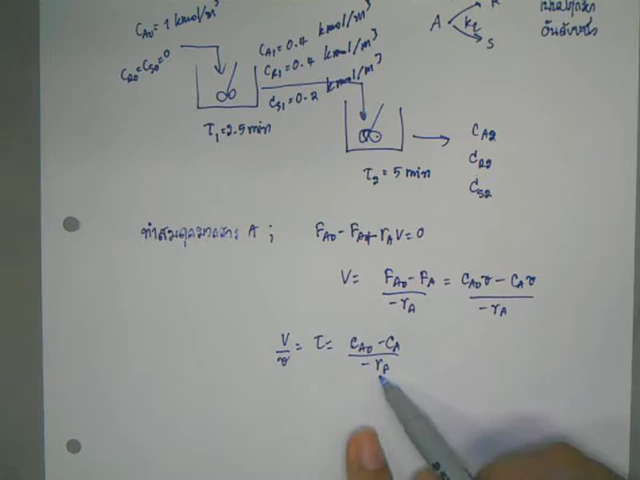 C_A0 = 1 kmol/m³
C_R0 = C_S0 = 0
C_A1 = 0.4 kmol/m³
C_R1 = 0.4 kmol/m³
C_S1 = 0.2 kmol/m³
A
k₂
S
τ₁ = 2.5 min
τ₂ = 5 min
C_A2
C_R2
C_S2
ทำสมดุลมวลสาร A ; F_A0 - F_A + r_A V = 0
V = (F_A0 - F_A)/(-r_A) = (C_A0 v - C_A v)/(-r_A)
V/v = τ = (C_A0 - C_A)/(-r_A)